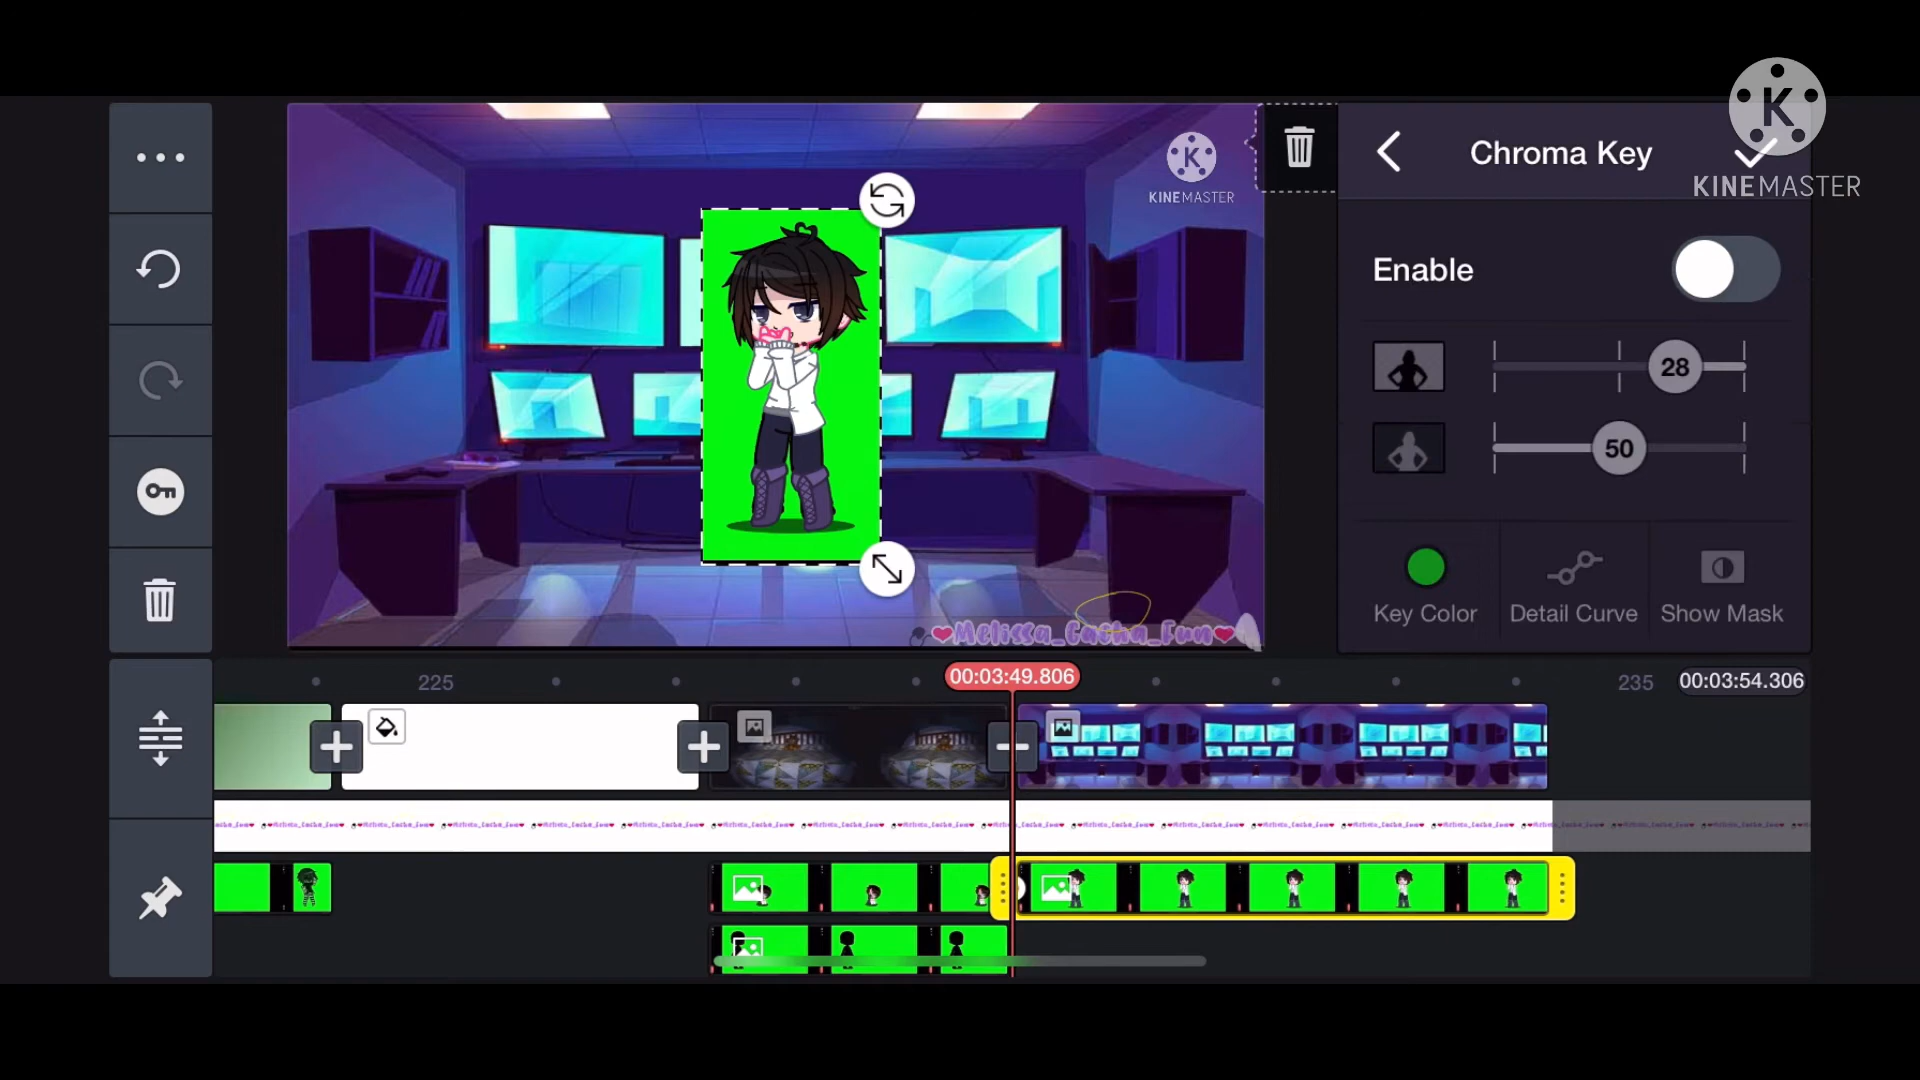 Chroma Key
KINEMASTER
KINEMASTER
Enable
28
50
Key Color
Detail Curve
Show Mask
Melissa_Gacha_Fun
225
00:03:49.806
235
00:03:54.306